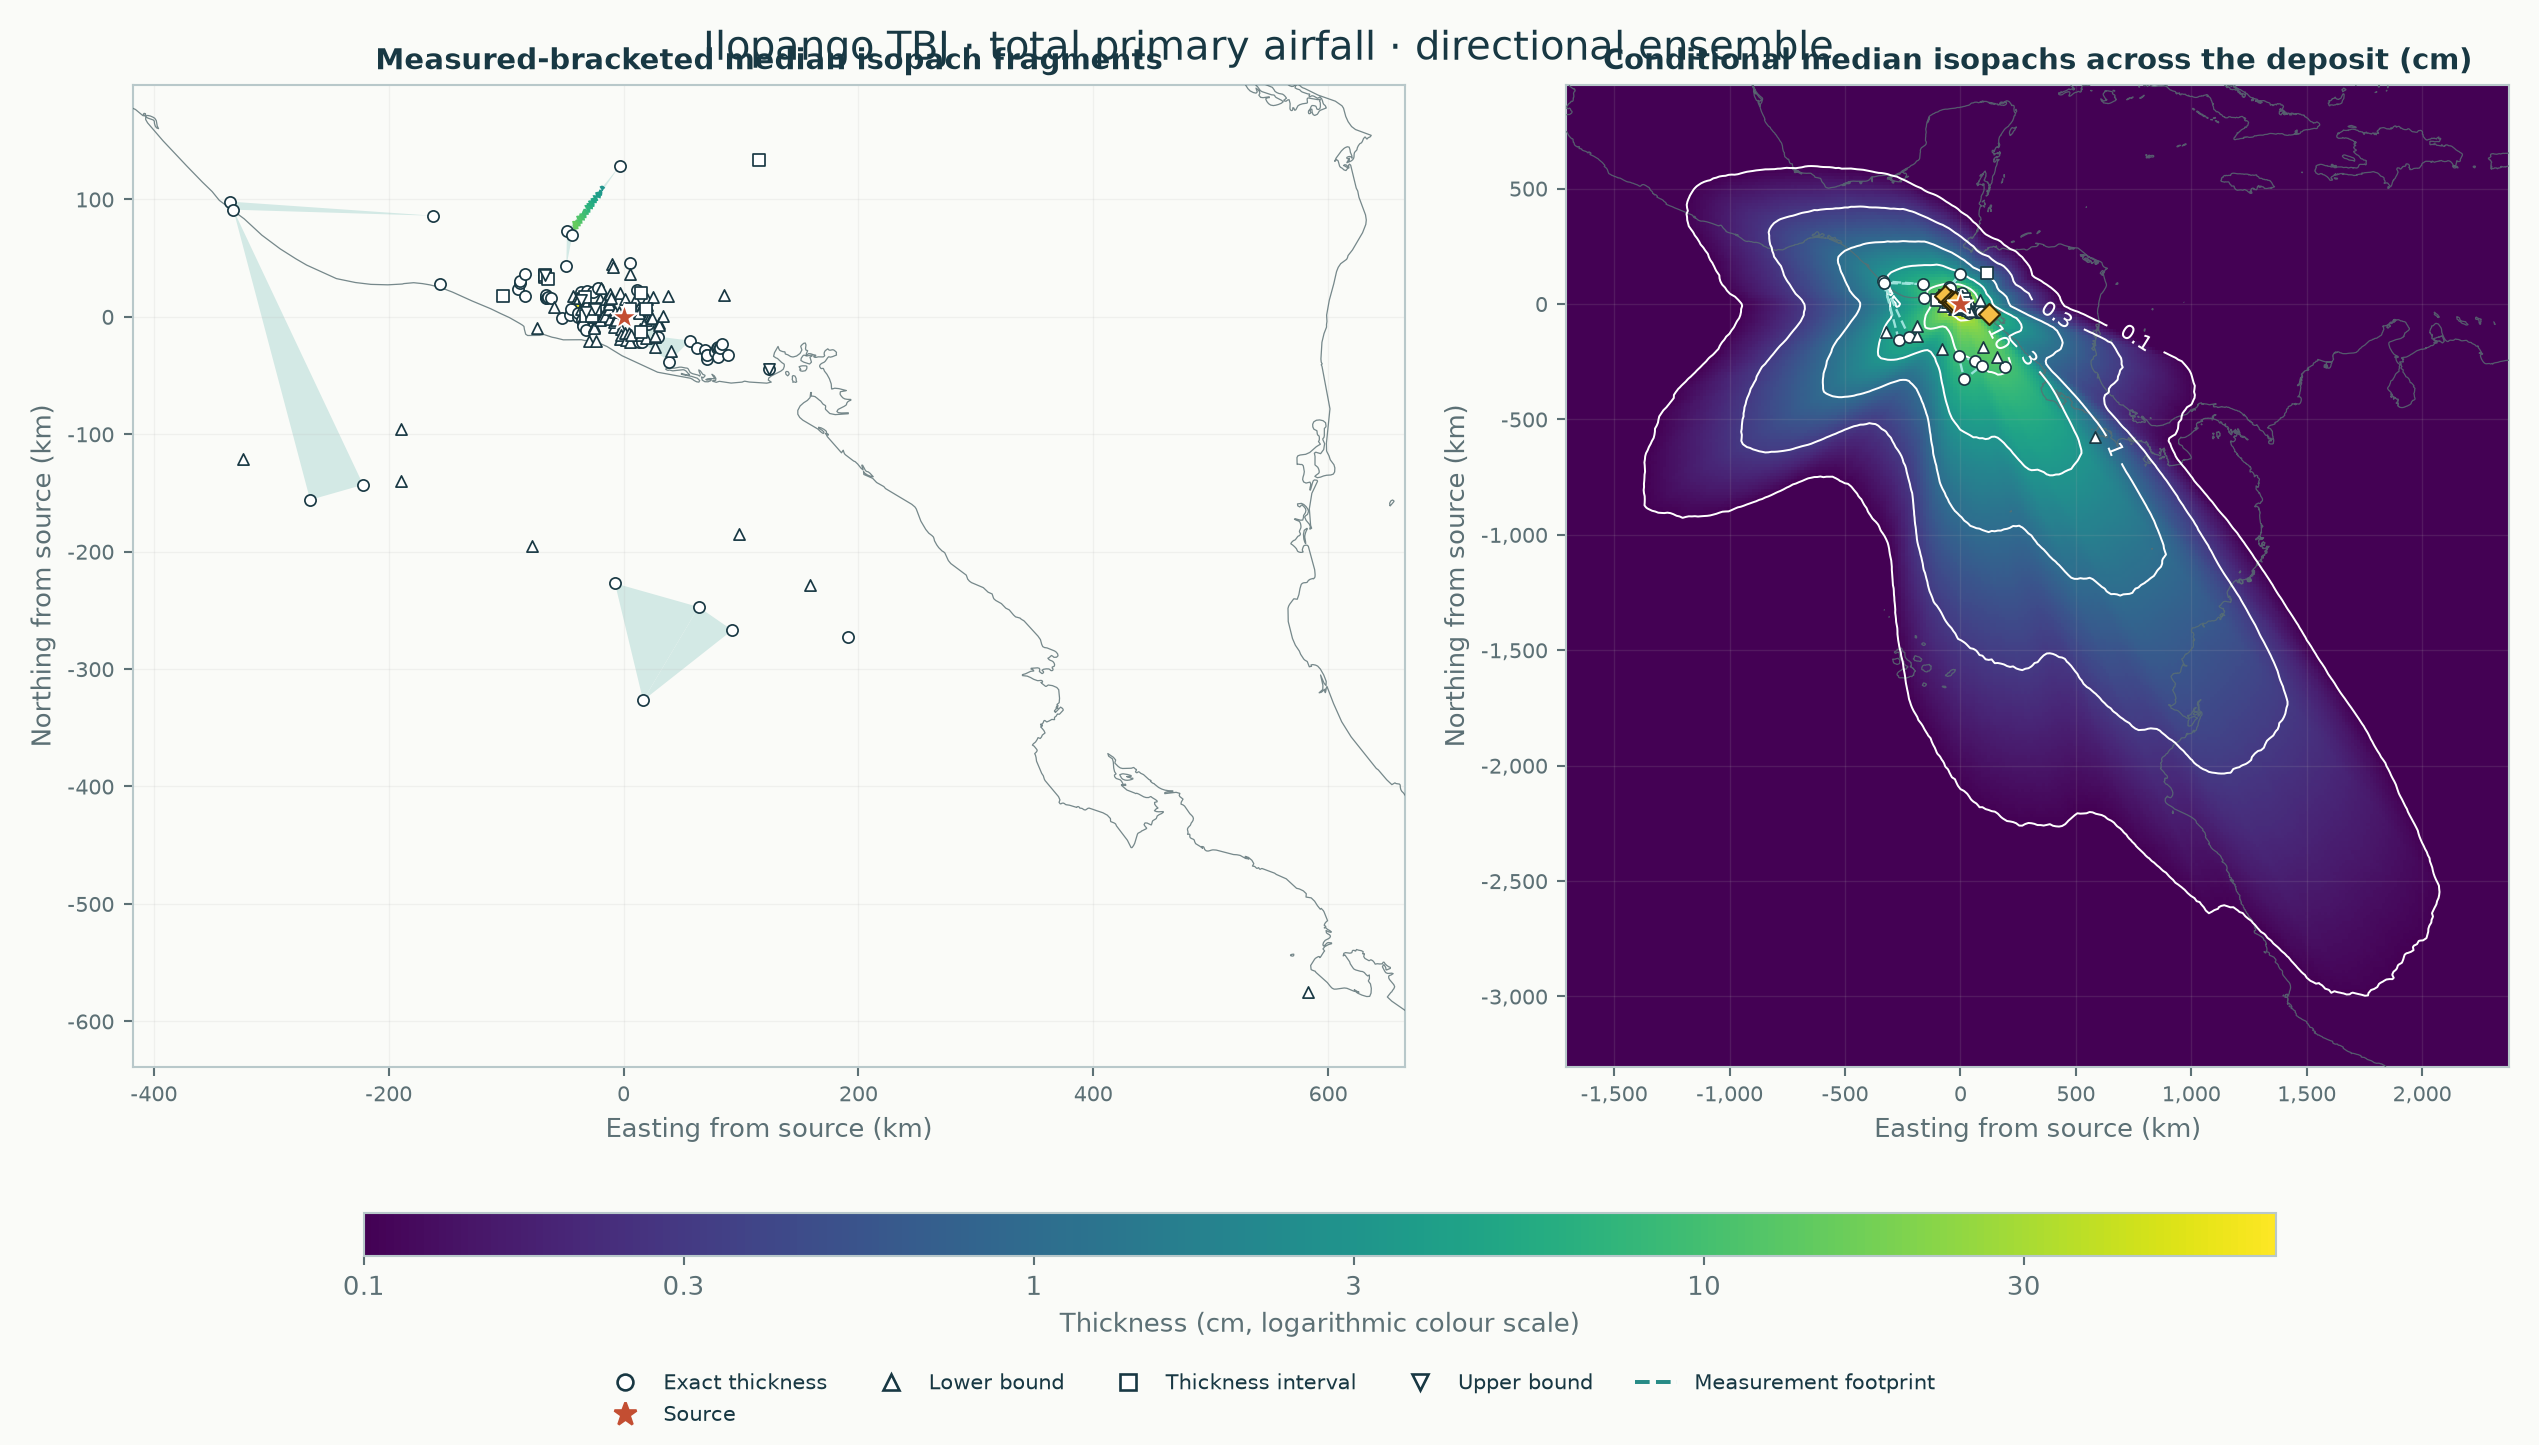 Ilopango TBJ · total primary airfall · directional ensemble
Measured-bracketed median isopach fragments
Conditional median isopachs across the deposit (cm)
Northing from source (km)
100
0
-100
-200
-300
-400
-500
-600
-400
-200
0
200
400
600
Easting from source (km)
Northing from source (km)
500
0
-500
-1,000
-1,500
-2,000
-2,500
-3,000
0.3
0.1
10
3
1
-1,500
-1,000
-500
0
500
1,000
1,500
2,000
Easting from source (km)
0.1
0.3
1
3
10
30
Thickness (cm, logarithmic colour scale)
Exact thickness
Lower bound
Thickness interval
Upper bound
Measurement footprint
Source